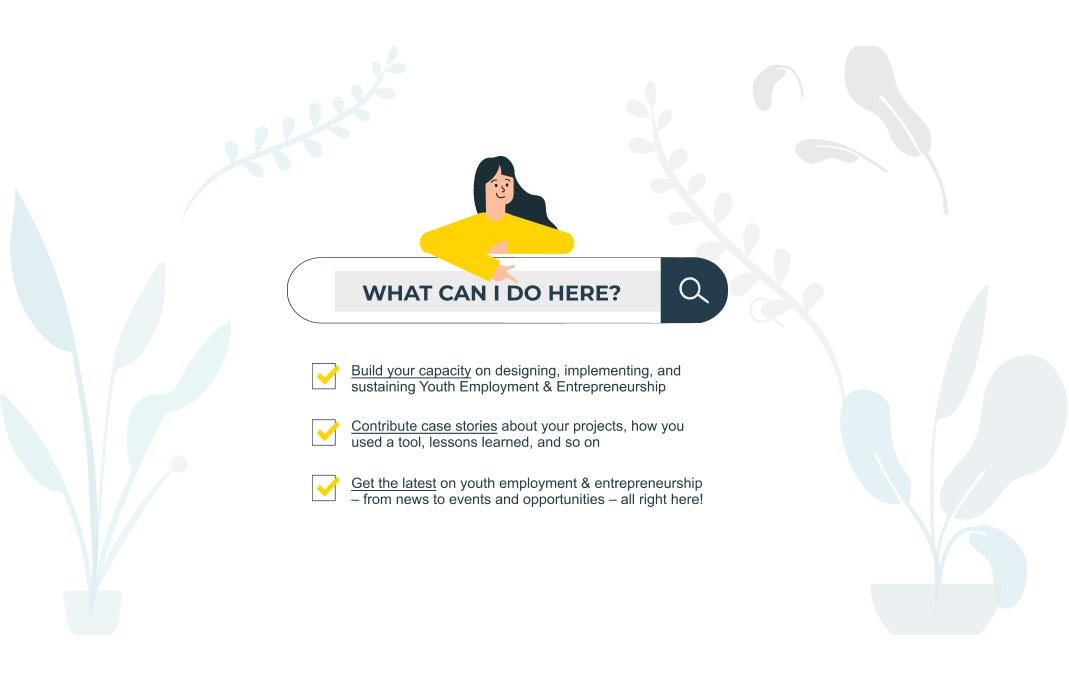 WHAT CAN I DO HERE?
Build your capacity on designing, implementing, and
sustaining Youth Employment & Entrepreneurship
Contribute case stories about your projects, how you
used a tool, lessons learned, and so on
Get the latest on youth employment & entrepreneurship
– from news to events and opportunities – all right here!